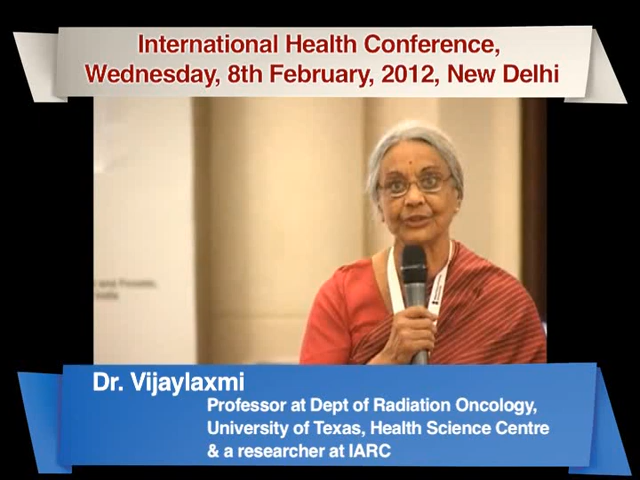 International Health Conference,
Wednesday, 8th February, 2012, New Delhi
Dr. Vijaylaxmi
Professor at Dept of Radiation Oncology,
University of Texas, Health Science Centre
& a researcher at IARC